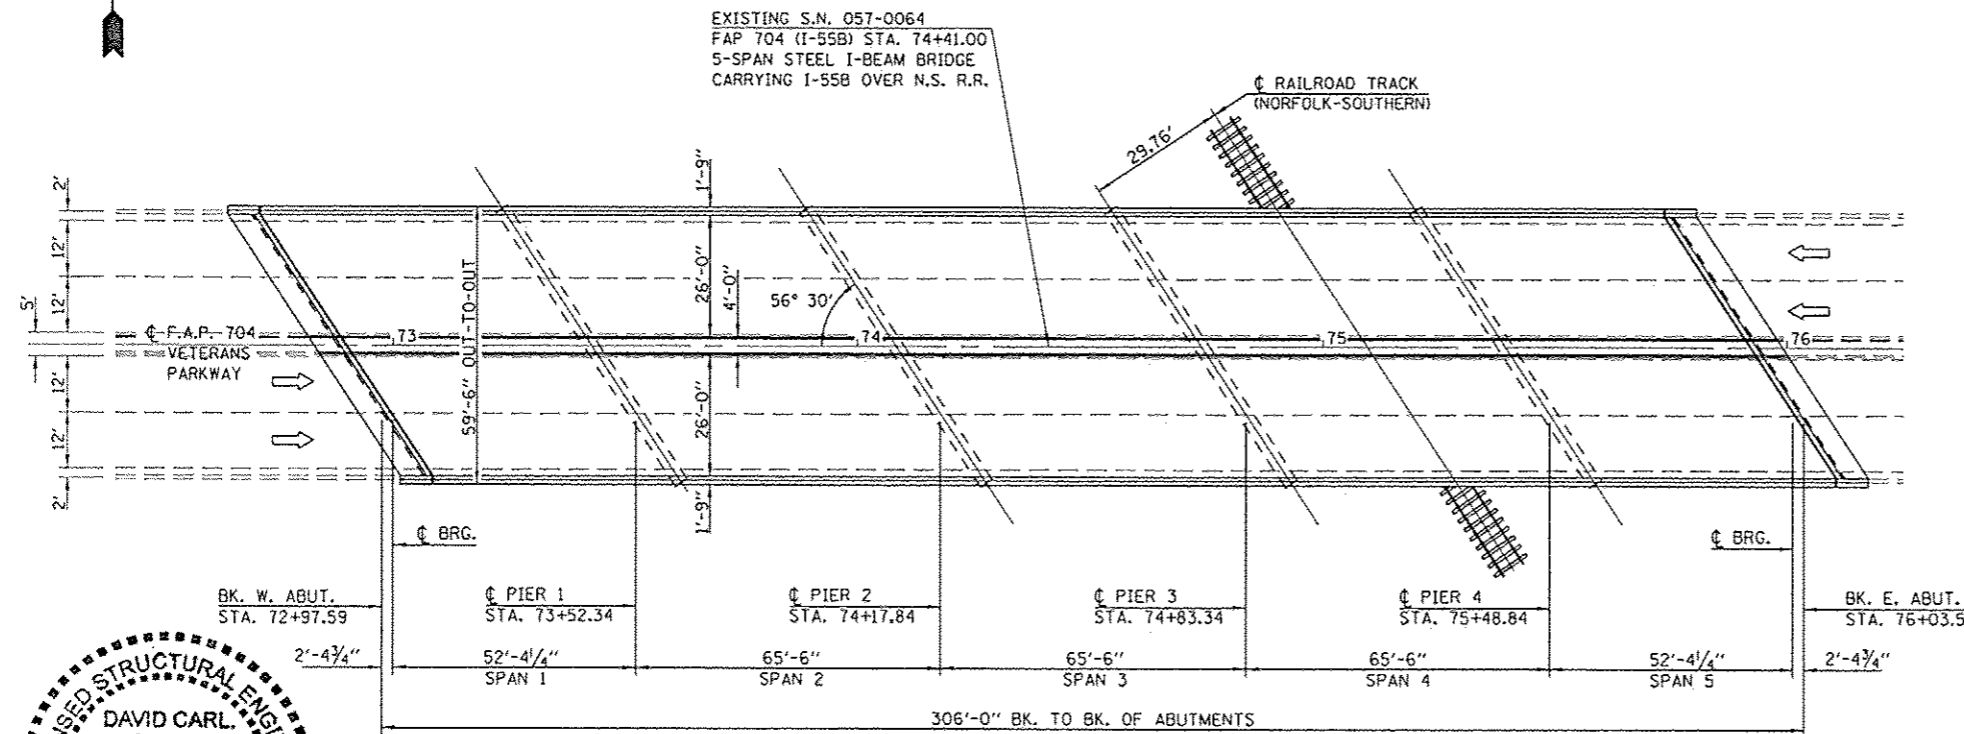 EXISTING S.N. 057-0064
FAP 704 (I-55B) STA. 74+41.00
5-SPAN STEEL I-BEAM BRIDGE
CARRYING I-55B OVER N.S. R.R.
℄ RAILROAD TRACK
(NORFOLK-SOUTHERN)
29.76'
2'
12'
12'
5'
12'
12'
2'
1'-9"
26'-0"
4'-0"
26'-0"
1'-9"
59'-6" OUT-TO-OUT
56° 30'
℄ F.A.P. 704
VETERANS
PARKWAY
73
74
75
76
℄ BRG.
℄ BRG.
BK. W. ABUT.
STA. 72+97.59
℄ PIER 1
STA. 73+52.34
℄ PIER 2
STA. 74+17.84
℄ PIER 3
STA. 74+83.34
℄ PIER 4
STA. 75+48.84
BK. E. ABUT.
STA. 76+03.5
2'-4¾"
52'-4¼"
65'-6"
65'-6"
65'-6"
52'-4¼"
2'-4¾"
SPAN 1
SPAN 2
SPAN 3
SPAN 4
SPAN 5
306'-0" BK. TO BK. OF ABUTMENTS
STRUCTURAL
DAVID CARL.